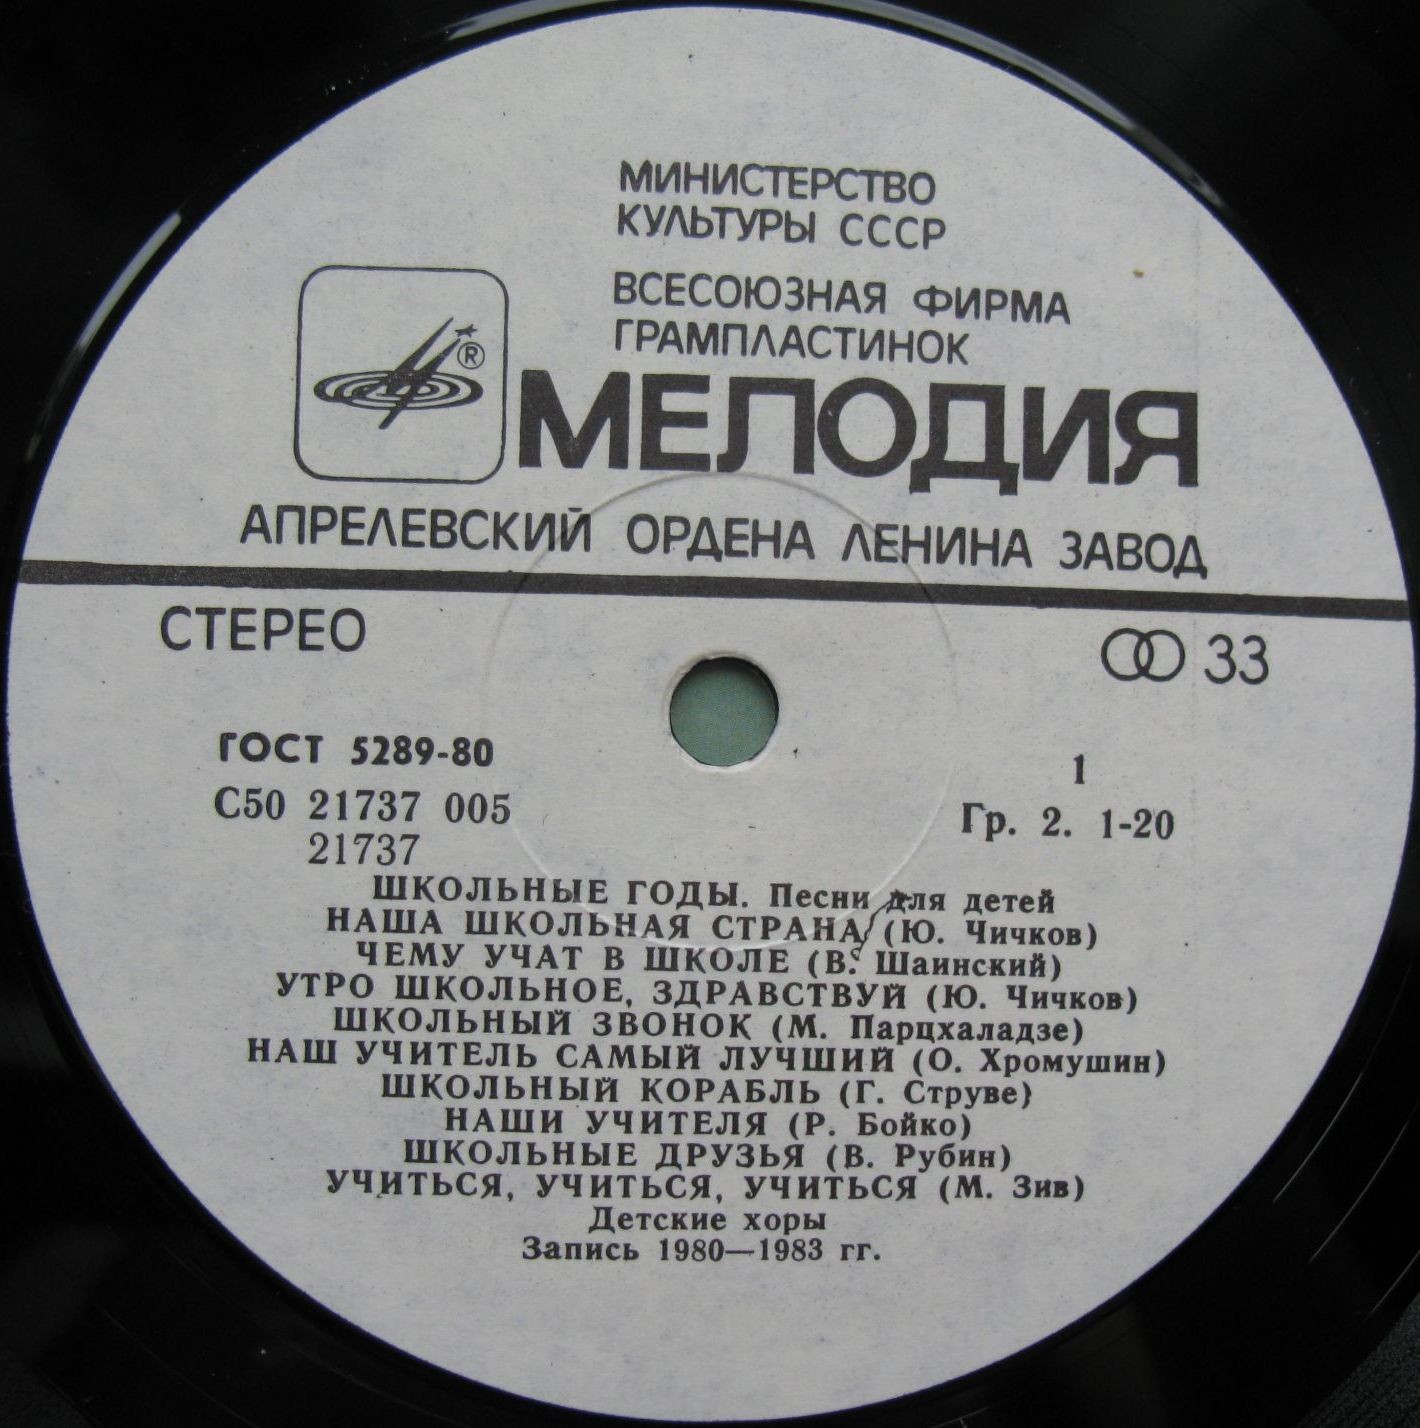 МИНИСТЕРСТВО
КУЛЬТУРЫ СССР
ВСЕСОЮЗНАЯ ФИРМА
ГРАМПЛАСТИНОК
®
МЕЛОДИЯ
АПРЕЛЕВСКИЙ ОРДЕНА ЛЕНИНА ЗАВОД
СТЕРЕО
33
ГОСТ 5289-80
1
С50 21737 005
Гр. 2. 1-20
21737
ШКОЛЬНЫЕ ГОДЫ. Песни для детей
НАША ШКОЛЬНАЯ СТРАНА (Ю. Чичков)
ЧЕМУ УЧАТ В ШКОЛЕ (В. Шаинский)
УТРО ШКОЛЬНОЕ, ЗДРАВСТВУЙ (Ю. Чичков)
ШКОЛЬНЫЙ ЗВОНОК (М. Парцхаладзе)
НАШ УЧИТЕЛЬ САМЫЙ ЛУЧШИЙ (О. Хромушин)
ШКОЛЬНЫЙ КОРАБЛЬ (Г. Струве)
НАШИ УЧИТЕЛЯ (Р. Бойко)
ШКОЛЬНЫЕ ДРУЗЬЯ (В. Рубин)
УЧИТЬСЯ, УЧИТЬСЯ, УЧИТЬСЯ (М. Зив)
Детские хоры
Запись 1980—1983 гг.